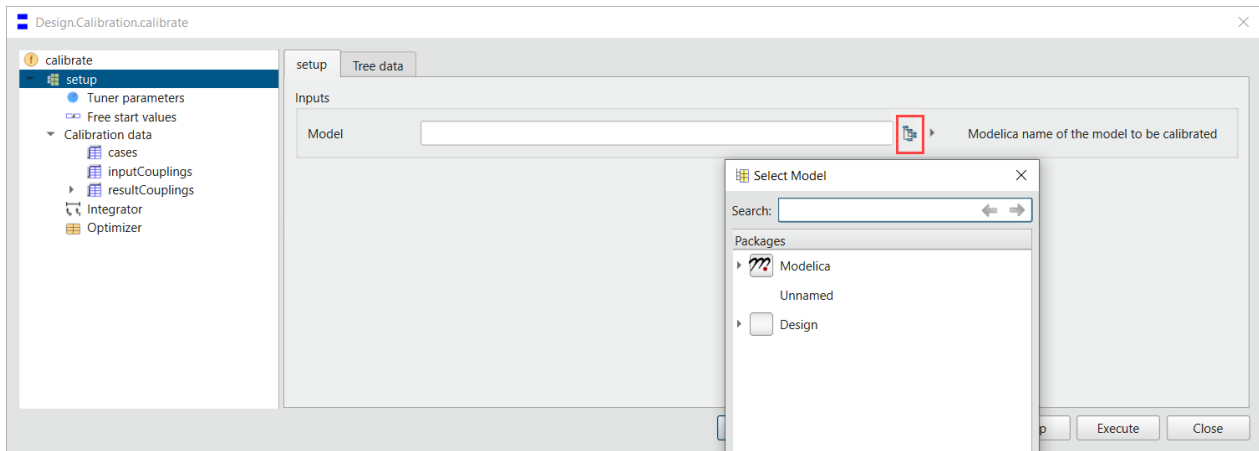 Design.Calibration.calibrate
calibrate
setup
Tuner parameters
Free start values
Calibration data
cases
inputCouplings
resultCouplings
Integrator
Optimizer
setup Tree data
Inputs
Model Modelica name of the model to be calibrated
Select Model
Search:
Packages
Modelica
Unnamed
Design
Execute Close